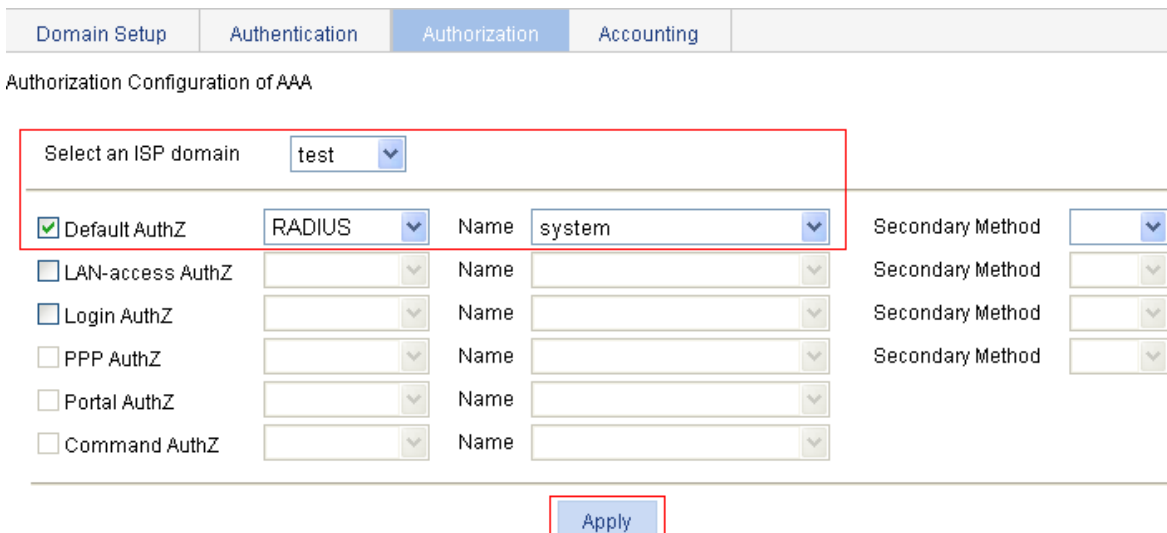 Domain Setup Authentication Authorization Accounting
Authorization Configuration of AAA
Select an ISP domain test
Default AuthZ RADIUS Name system Secondary Method
LAN-access AuthZ Name Secondary Method
Login AuthZ Name Secondary Method
PPP AuthZ Name Secondary Method
Portal AuthZ Name
Command AuthZ Name
Apply